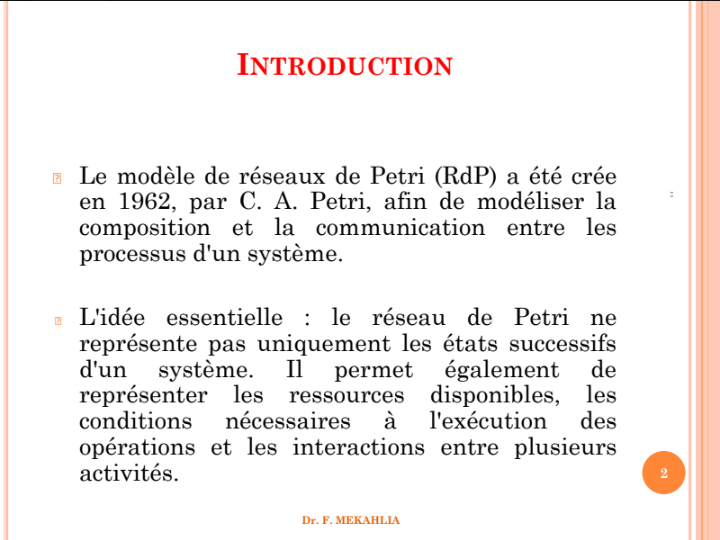 INTRODUCTION
Le modèle de réseaux de Petri (RdP) a été crée
en 1962, par C. A. Petri, afin de modéliser la
composition et la communication entre les
processus d'un système.
L'idée essentielle : le réseau de Petri ne
représente pas uniquement les états successifs
d'un système. Il permet également de
représenter les ressources disponibles, les
conditions nécessaires à l'exécution des
opérations et les interactions entre plusieurs
activités.
2
Dr. F. MEKAHLIA